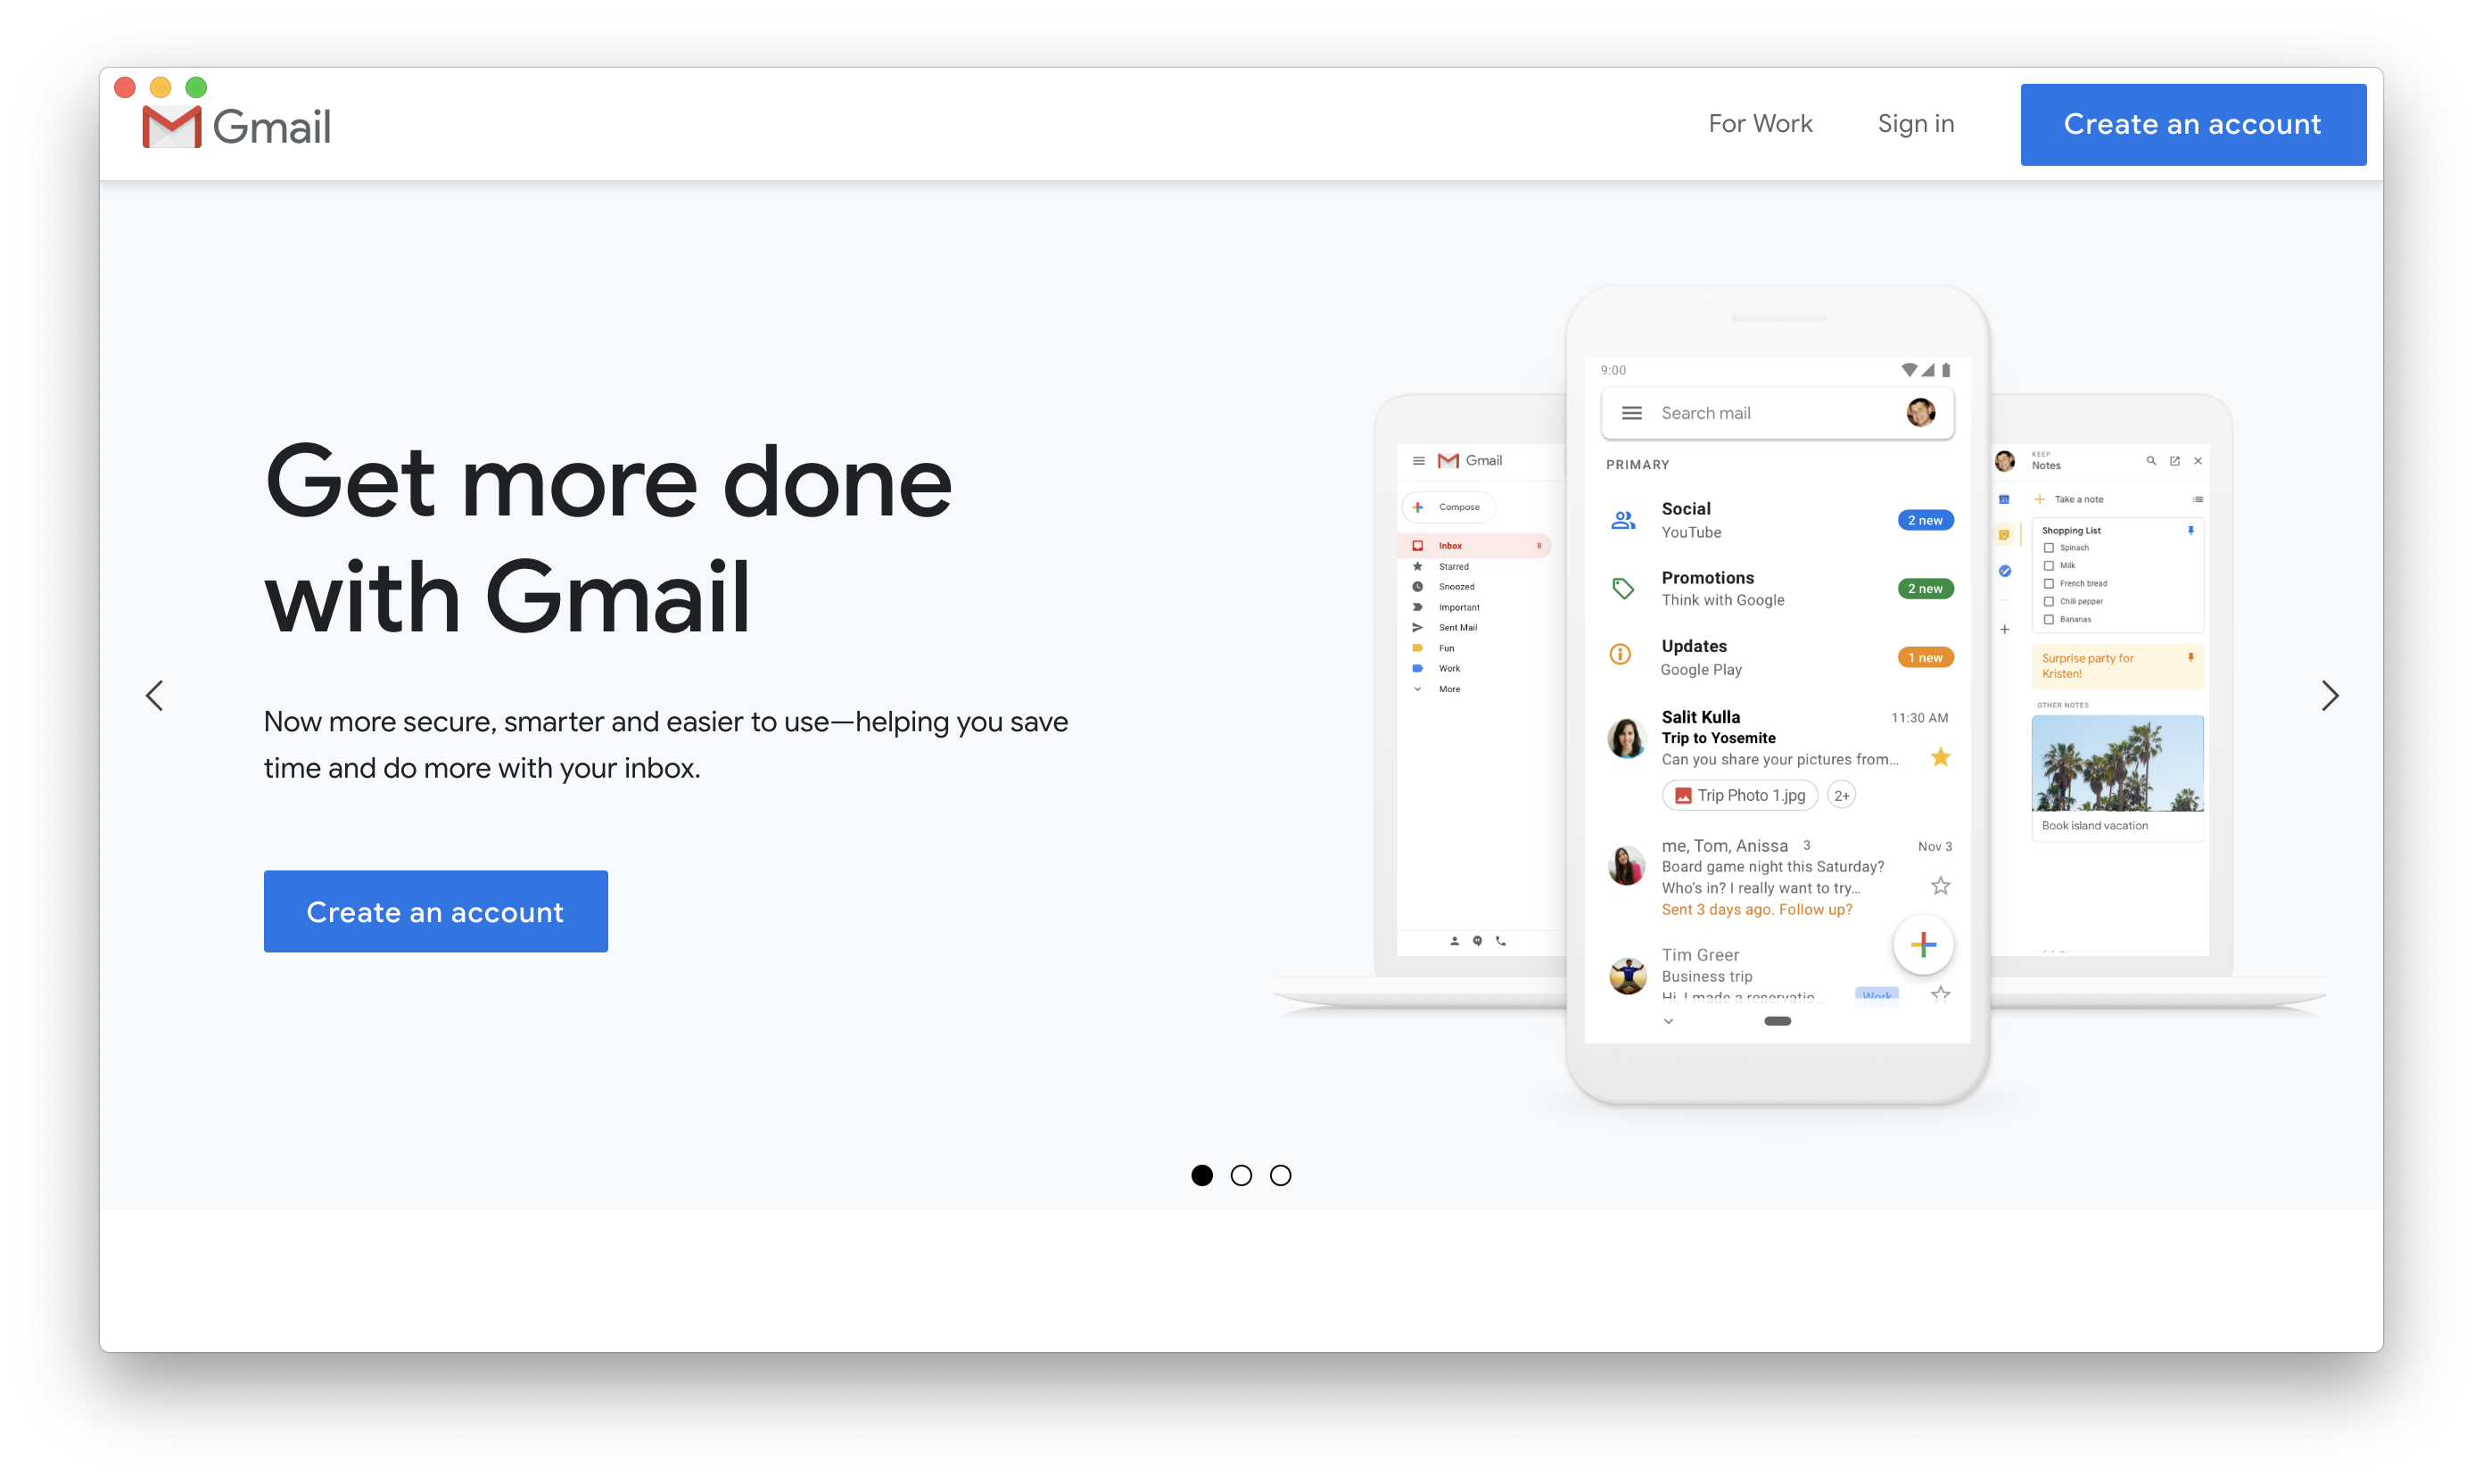 Gmail
For Work
Sign in
Create an account
Get more done
with Gmail
Now more secure, smarter and easier to use—helping you save
time and do more with your inbox.
Create an account
Gmail
Compose
Inbox 8
Starred
Snoozed
Important
Sent Mail
Fun
Work
More
9:00
Search mail
PRIMARY
Social
YouTube
2 new
Promotions
Think with Google
2 new
Updates
Google Play
1 new
Salit Kulla 11:30 AM
Trip to Yosemite
Can you share your pictures from...
Trip Photo 1.jpg 2+
me, Tom, Anissa 3 Nov 3
Board game night this Saturday?
Who's in? I really want to try...
Sent 3 days ago. Follow up?
Tim Greer
Business trip
Hi, I made a reservatio... Work
KEEP
Notes
Take a note
Shopping List
Spinach
Milk
French bread
Chili pepper
Bananas
Surprise party for
Kristen!
OTHER NOTES
Book island vacation